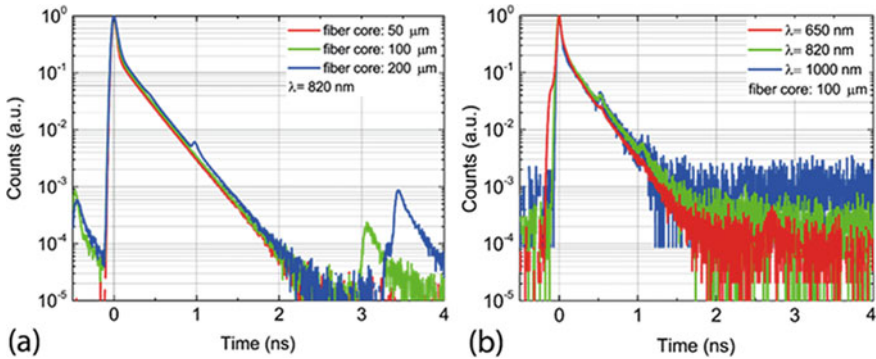 10⁰
10⁻¹
10⁻²
10⁻³
10⁻⁴
10⁻⁵
Counts (a.u.)
fiber core: 50 μm
fiber core: 100 μm
fiber core: 200 μm
λ= 820 nm
0 1 2 3 4
Time (ns)
(a)
10⁰
10⁻¹
10⁻²
10⁻³
10⁻⁴
10⁻⁵
Counts (a.u.)
λ= 650 nm
λ= 820 nm
λ= 1000 nm
fiber core: 100 μm
0 1 2 3 4
Time (ns)
(b)